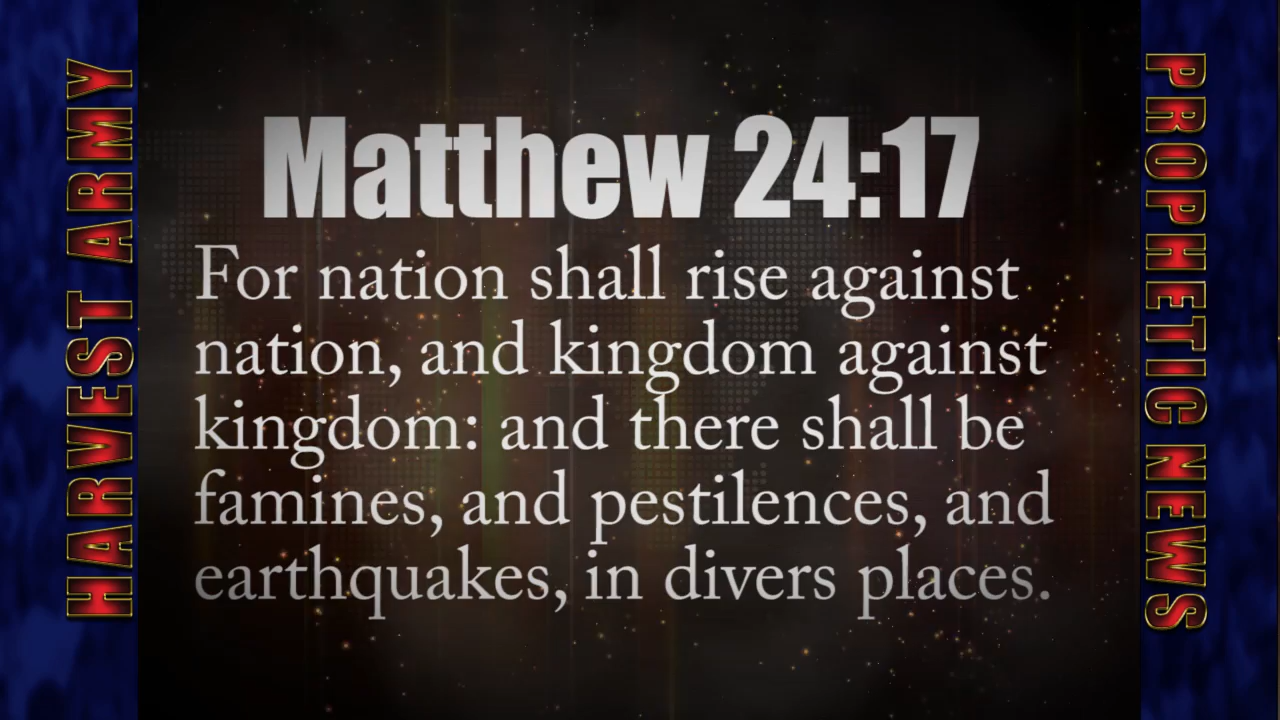 HARVEST ARMY
Matthew 24:17
For nation shall rise against
nation, and kingdom against
kingdom: and there shall be
famines, and pestilences, and
earthquakes, in divers places.
PROPHETIC NEWS